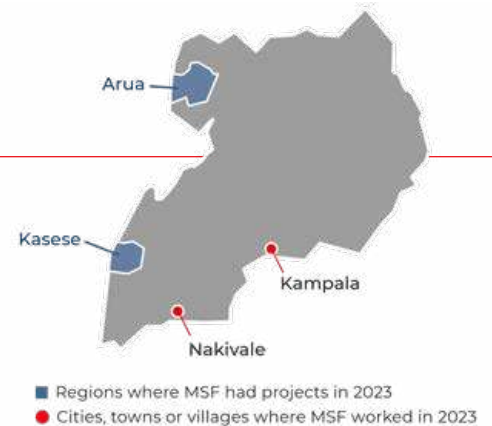 Arua
Kasese
Kampala
Nakivale
Regions where MSF had projects in 2023
Cities, towns or villages where MSF worked in 2023